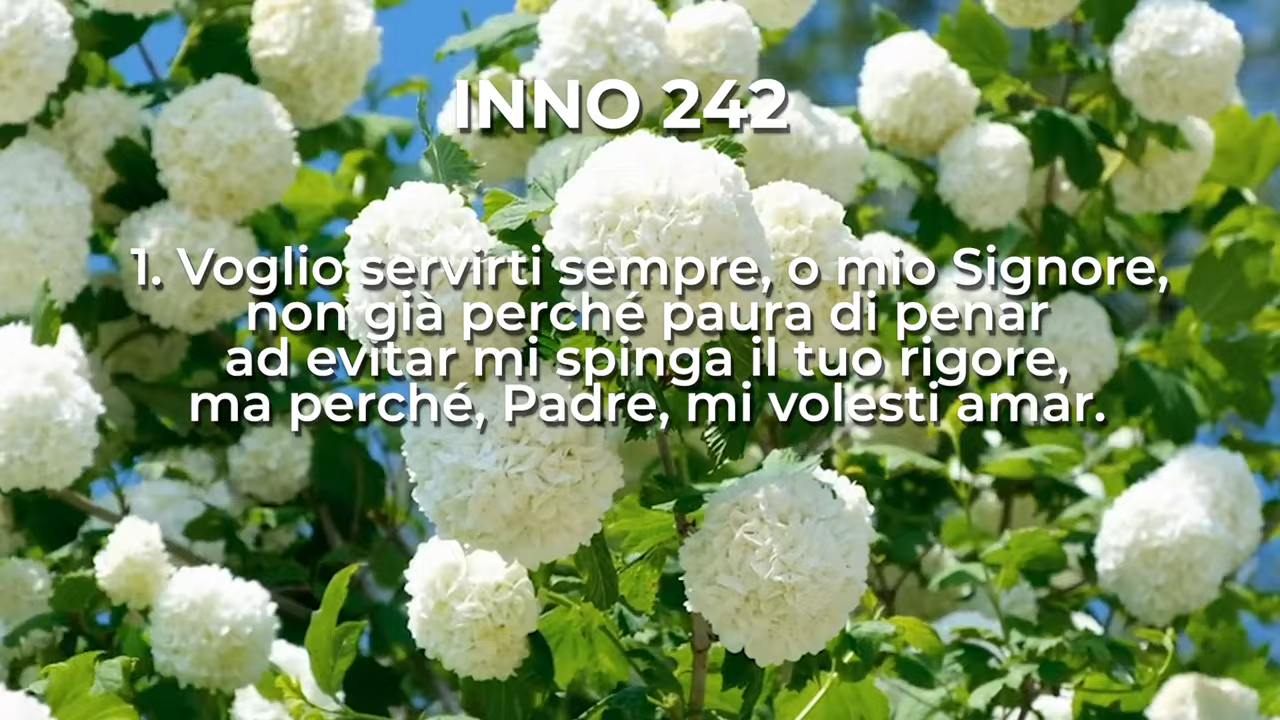 INNO 242
1. Voglio servirti sempre, o mio Signore,
non già perché paura di penar
ad evitar mi spinga il tuo rigore,
ma perché, Padre, mi volesti amar.